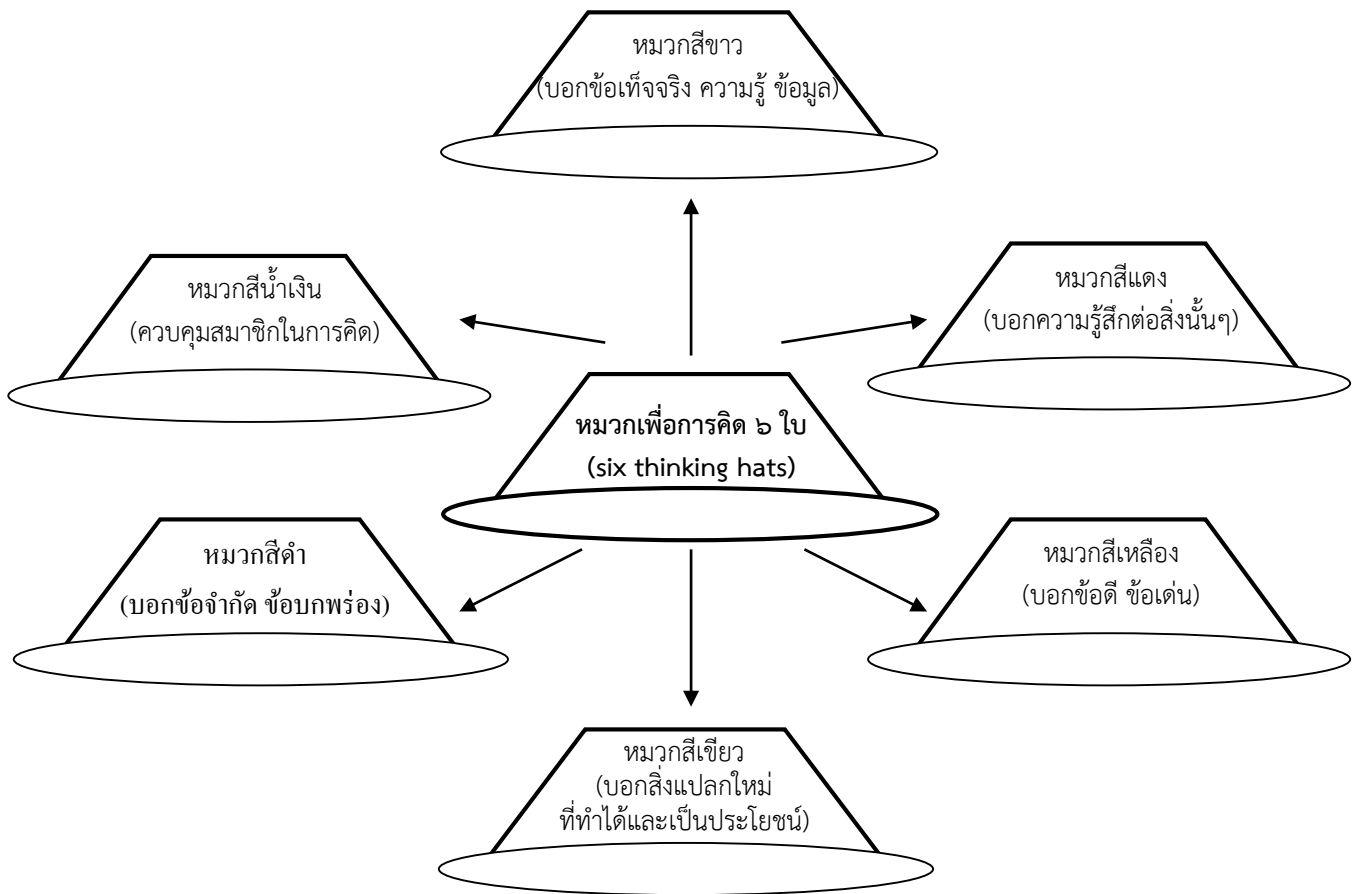 หมวกสีขาว
(บอกข้อเท็จจริง ความรู้ ข้อมูล)
หมวกสีน้ำเงิน
(ควบคุมสมาชิกในการคิด)
หมวกสีแดง
(บอกความรู้สึกต่อสิ่งนั้นๆ)
หมวกเพื่อการคิด ๖ ใบ
(six thinking hats)
หมวกสีดำ
(บอกข้อจำกัด ข้อบกพร่อง)
หมวกสีเหลือง
(บอกข้อดี ข้อเด่น)
หมวกสีเขียว
(บอกสิ่งแปลกใหม่
ที่ทำได้และเป็นประโยชน์)